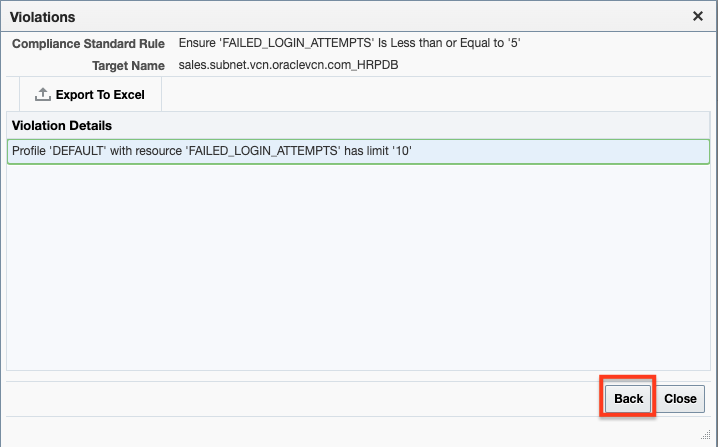 Violations
Compliance Standard Rule Ensure 'FAILED_LOGIN_ATTEMPTS' Is Less than or Equal to '5'
Target Name sales.subnet.vcn.oraclevcn.com_HRPDB
Export To Excel
Violation Details
Profile 'DEFAULT' with resource 'FAILED_LOGIN_ATTEMPTS' has limit '10'
Back Close